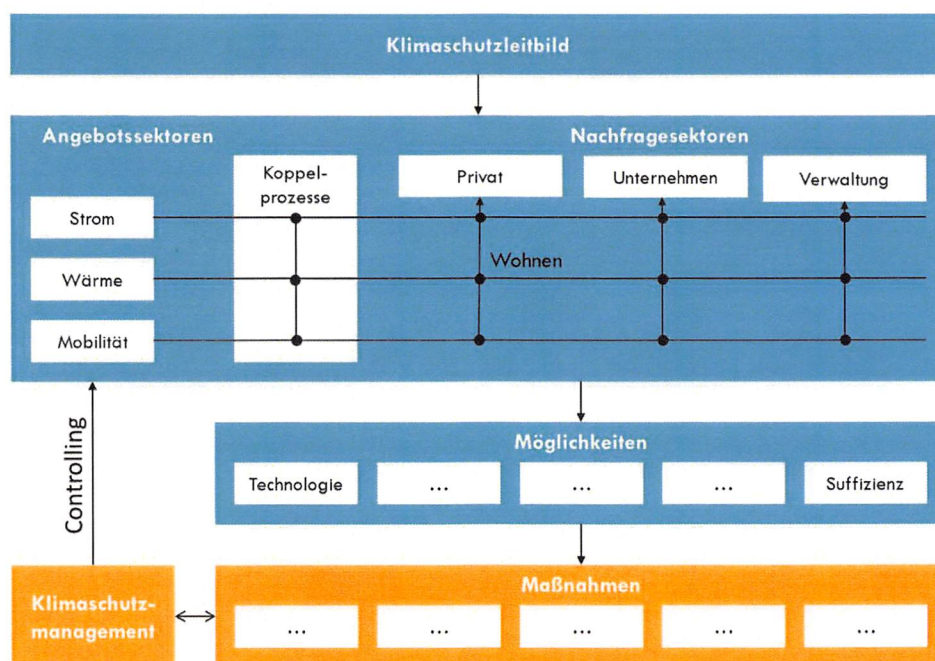 Klimaschutzleitbild
Angebotssektoren
Nachfragesektoren
Koppel-
prozesse
Privat
Unternehmen
Verwaltung
Strom
Wohnen
Wärme
Mobilität
Controlling
Möglichkeiten
Technologie
...
...
...
Suffizienz
Klimaschutz-
management
Maßnahmen
...
...
...
...
...